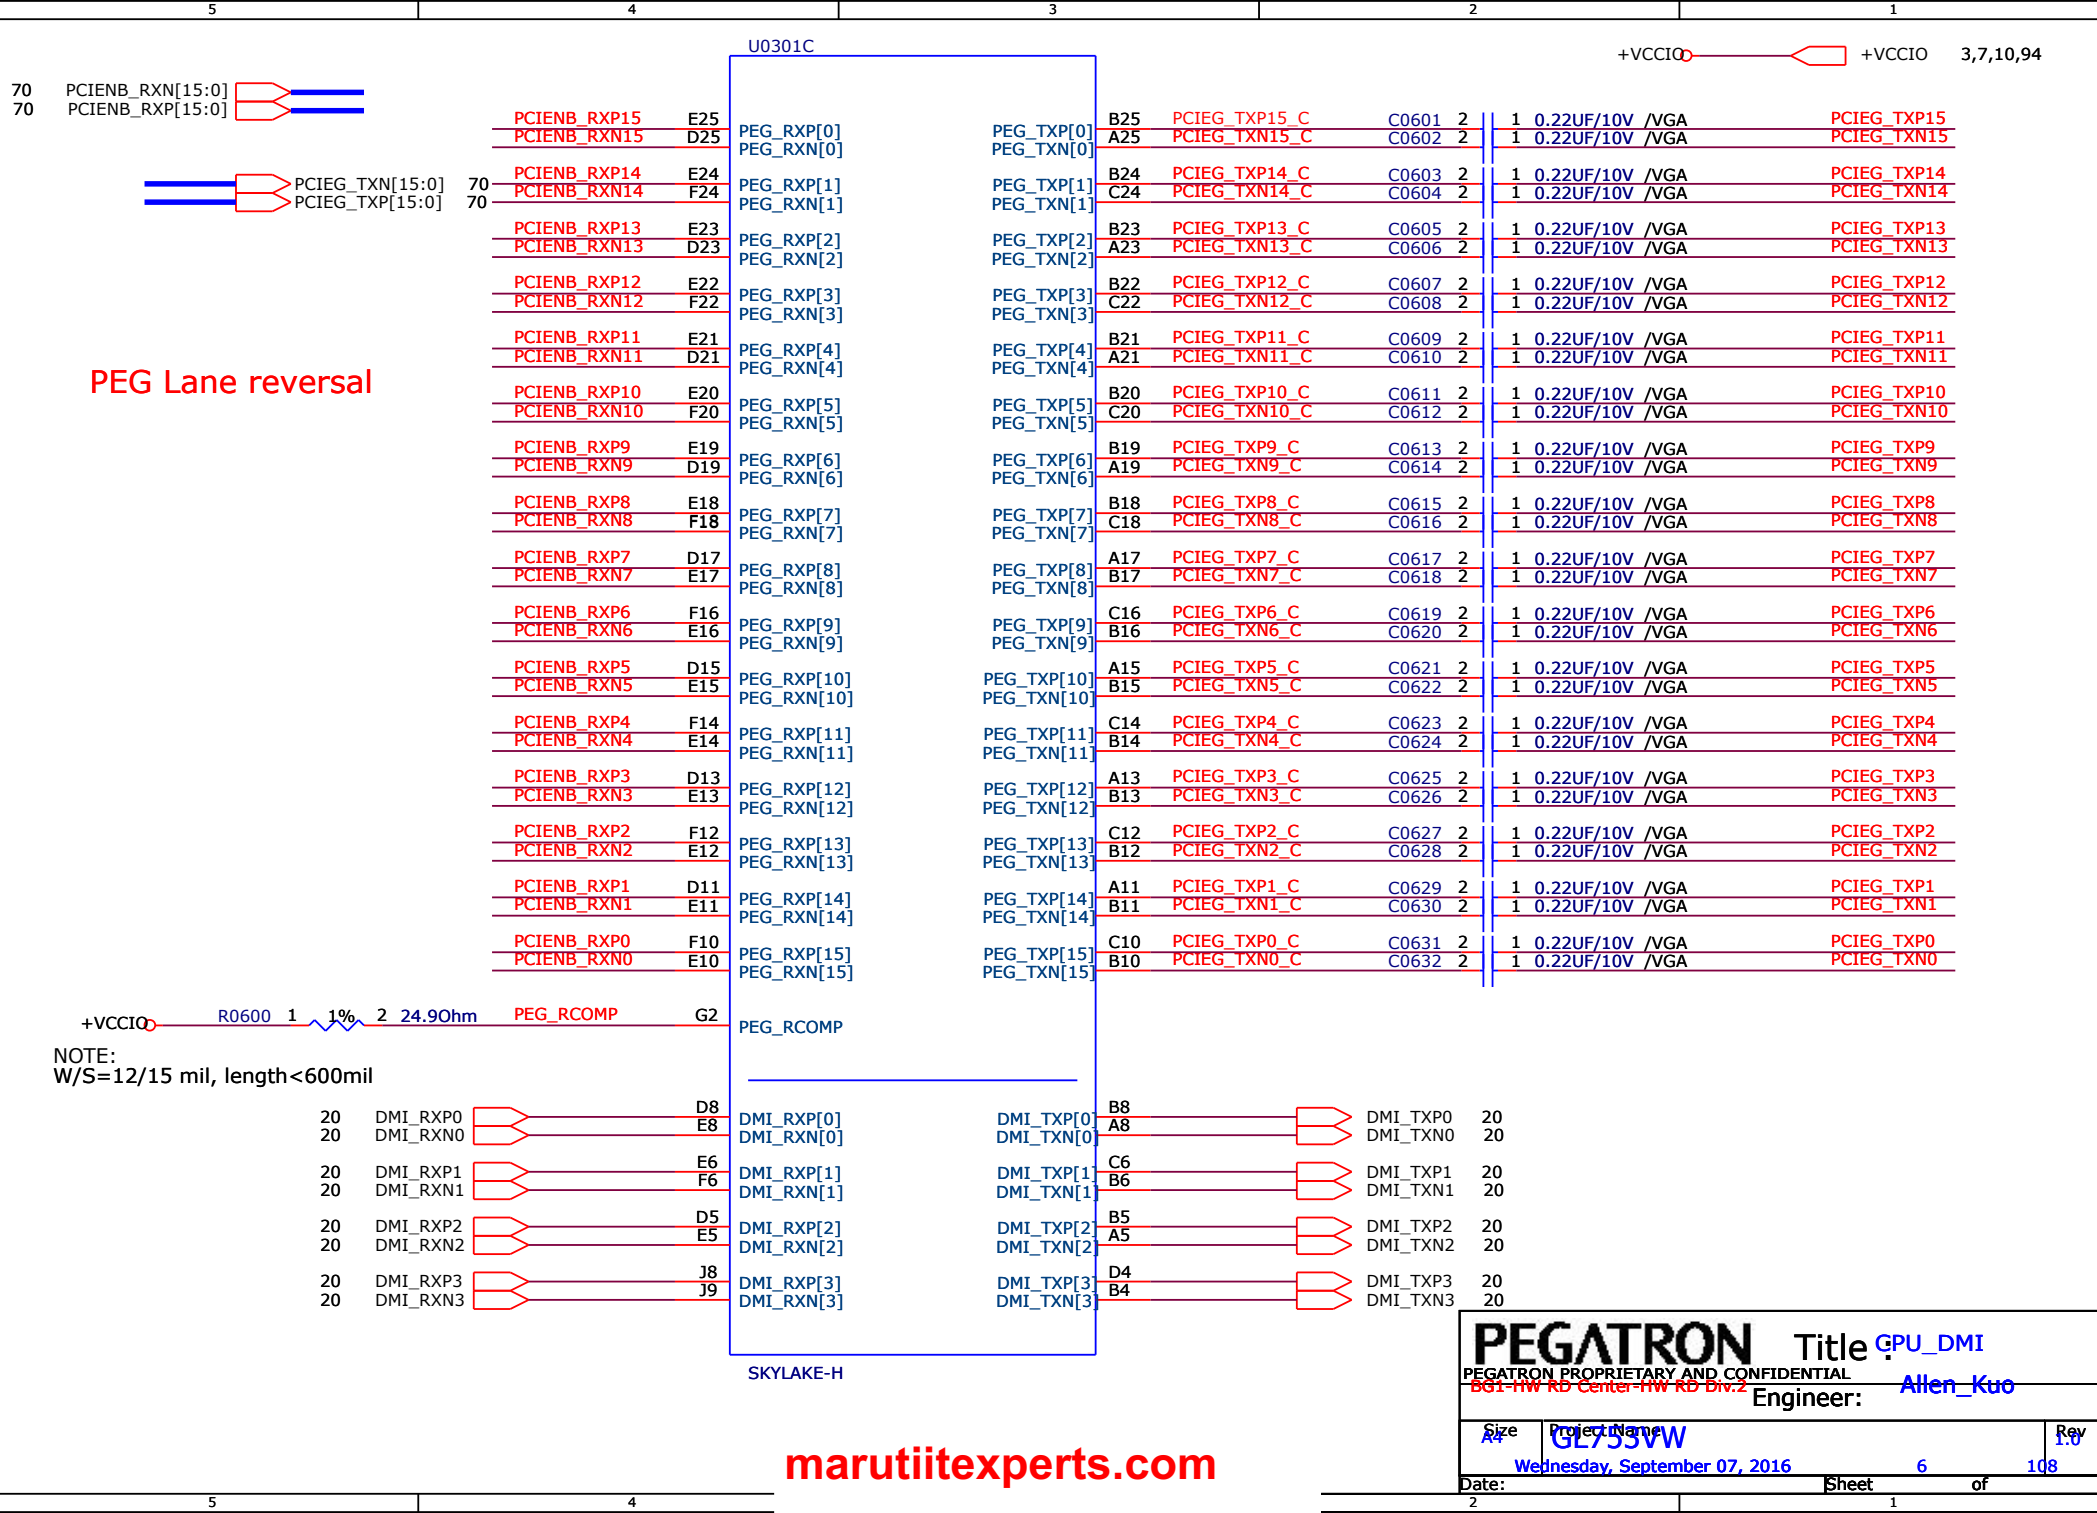 5 4 3 2 1
U0301C
+VCCIO +VCCIO 3,7,10,94
70 PCIENB_RXN[15:0]
70 PCIENB_RXP[15:0]
PCIENB_RXP15 E25 PEG_RXP[0] PEG_TXP[0] B25 PCIEG_TXP15_C C0601 2 1 0.22UF/10V /VGA PCIEG_TXP15
PCIENB_RXN15 D25 PEG_RXN[0] PEG_TXN[0] A25 PCIEG_TXN15_C C0602 2 1 0.22UF/10V /VGA PCIEG_TXN15
PCIEG_TXN[15:0] 70
PCIEG_TXP[15:0] 70
PCIENB_RXP14 E24 PEG_RXP[1] PEG_TXP[1] B24 PCIEG_TXP14_C C0603 2 1 0.22UF/10V /VGA PCIEG_TXP14
PCIENB_RXN14 F24 PEG_RXN[1] PEG_TXN[1] C24 PCIEG_TXN14_C C0604 2 1 0.22UF/10V /VGA PCIEG_TXN14
PCIENB_RXP13 E23 PEG_RXP[2] PEG_TXP[2] B23 PCIEG_TXP13_C C0605 2 1 0.22UF/10V /VGA PCIEG_TXP13
PCIENB_RXN13 D23 PEG_RXN[2] PEG_TXN[2] A23 PCIEG_TXN13_C C0606 2 1 0.22UF/10V /VGA PCIEG_TXN13
PCIENB_RXP12 E22 PEG_RXP[3] PEG_TXP[3] B22 PCIEG_TXP12_C C0607 2 1 0.22UF/10V /VGA PCIEG_TXP12
PCIENB_RXN12 F22 PEG_RXN[3] PEG_TXN[3] C22 PCIEG_TXN12_C C0608 2 1 0.22UF/10V /VGA PCIEG_TXN12
PCIENB_RXP11 E21 PEG_RXP[4] PEG_TXP[4] B21 PCIEG_TXP11_C C0609 2 1 0.22UF/10V /VGA PCIEG_TXP11
PCIENB_RXN11 D21 PEG_RXN[4] PEG_TXN[4] A21 PCIEG_TXN11_C C0610 2 1 0.22UF/10V /VGA PCIEG_TXN11
PEG Lane reversal
PCIENB_RXP10 E20 PEG_RXP[5] PEG_TXP[5] B20 PCIEG_TXP10_C C0611 2 1 0.22UF/10V /VGA PCIEG_TXP10
PCIENB_RXN10 F20 PEG_RXN[5] PEG_TXN[5] C20 PCIEG_TXN10_C C0612 2 1 0.22UF/10V /VGA PCIEG_TXN10
PCIENB_RXP9 E19 PEG_RXP[6] PEG_TXP[6] B19 PCIEG_TXP9_C C0613 2 1 0.22UF/10V /VGA PCIEG_TXP9
PCIENB_RXN9 D19 PEG_RXN[6] PEG_TXN[6] A19 PCIEG_TXN9_C C0614 2 1 0.22UF/10V /VGA PCIEG_TXN9
PCIENB_RXP8 E18 PEG_RXP[7] PEG_TXP[7] B18 PCIEG_TXP8_C C0615 2 1 0.22UF/10V /VGA PCIEG_TXP8
PCIENB_RXN8 F18 PEG_RXN[7] PEG_TXN[7] C18 PCIEG_TXN8_C C0616 2 1 0.22UF/10V /VGA PCIEG_TXN8
PCIENB_RXP7 D17 PEG_RXP[8] PEG_TXP[8] A17 PCIEG_TXP7_C C0617 2 1 0.22UF/10V /VGA PCIEG_TXP7
PCIENB_RXN7 E17 PEG_RXN[8] PEG_TXN[8] B17 PCIEG_TXN7_C C0618 2 1 0.22UF/10V /VGA PCIEG_TXN7
PCIENB_RXP6 F16 PEG_RXP[9] PEG_TXP[9] C16 PCIEG_TXP6_C C0619 2 1 0.22UF/10V /VGA PCIEG_TXP6
PCIENB_RXN6 E16 PEG_RXN[9] PEG_TXN[9] B16 PCIEG_TXN6_C C0620 2 1 0.22UF/10V /VGA PCIEG_TXN6
PCIENB_RXP5 D15 PEG_RXP[10] PEG_TXP[10] A15 PCIEG_TXP5_C C0621 2 1 0.22UF/10V /VGA PCIEG_TXP5
PCIENB_RXN5 E15 PEG_RXN[10] PEG_TXN[10] B15 PCIEG_TXN5_C C0622 2 1 0.22UF/10V /VGA PCIEG_TXN5
PCIENB_RXP4 F14 PEG_RXP[11] PEG_TXP[11] C14 PCIEG_TXP4_C C0623 2 1 0.22UF/10V /VGA PCIEG_TXP4
PCIENB_RXN4 E14 PEG_RXN[11] PEG_TXN[11] B14 PCIEG_TXN4_C C0624 2 1 0.22UF/10V /VGA PCIEG_TXN4
PCIENB_RXP3 D13 PEG_RXP[12] PEG_TXP[12] A13 PCIEG_TXP3_C C0625 2 1 0.22UF/10V /VGA PCIEG_TXP3
PCIENB_RXN3 E13 PEG_RXN[12] PEG_TXN[12] B13 PCIEG_TXN3_C C0626 2 1 0.22UF/10V /VGA PCIEG_TXN3
PCIENB_RXP2 F12 PEG_RXP[13] PEG_TXP[13] C12 PCIEG_TXP2_C C0627 2 1 0.22UF/10V /VGA PCIEG_TXP2
PCIENB_RXN2 E12 PEG_RXN[13] PEG_TXN[13] B12 PCIEG_TXN2_C C0628 2 1 0.22UF/10V /VGA PCIEG_TXN2
PCIENB_RXP1 D11 PEG_RXP[14] PEG_TXP[14] A11 PCIEG_TXP1_C C0629 2 1 0.22UF/10V /VGA PCIEG_TXP1
PCIENB_RXN1 E11 PEG_RXN[14] PEG_TXN[14] B11 PCIEG_TXN1_C C0630 2 1 0.22UF/10V /VGA PCIEG_TXN1
PCIENB_RXP0 F10 PEG_RXP[15] PEG_TXP[15] C10 PCIEG_TXP0_C C0631 2 1 0.22UF/10V /VGA PCIEG_TXP0
PCIENB_RXN0 E10 PEG_RXN[15] PEG_TXN[15] B10 PCIEG_TXN0_C C0632 2 1 0.22UF/10V /VGA PCIEG_TXN0
+VCCIO R0600 1 1% 2 24.9Ohm PEG_RCOMP G2 PEG_RCOMP
NOTE:
W/S=12/15 mil, length<600mil
20 DMI_RXP0 D8 DMI_RXP[0] DMI_TXP[0] B8 DMI_TXP0 20
20 DMI_RXN0 E8 DMI_RXN[0] DMI_TXN[0] A8 DMI_TXN0 20
20 DMI_RXP1 E6 DMI_RXP[1] DMI_TXP[1] C6 DMI_TXP1 20
20 DMI_RXN1 F6 DMI_RXN[1] DMI_TXN[1] B6 DMI_TXN1 20
20 DMI_RXP2 D5 DMI_RXP[2] DMI_TXP[2] B5 DMI_TXP2 20
20 DMI_RXN2 E5 DMI_RXN[2] DMI_TXN[2] A5 DMI_TXN2 20
20 DMI_RXP3 J8 DMI_RXP[3] DMI_TXP[3] D4 DMI_TXP3 20
20 DMI_RXN3 J9 DMI_RXN[3] DMI_TXN[3] B4 DMI_TXN3 20
SKYLAKE-H
PEGATRON Title : GPU_DMI
PEGATRON PROPRIETARY AND CONFIDENTIAL
BG1-HW RD Center-HW RD Div.2 Engineer: Allen_Kuo
Size Project Name Rev
A4 GL753VW 1.0
Wednesday, September 07, 2016 6 108
Date: Sheet of
marutiitexperts.com
5 4 2 1